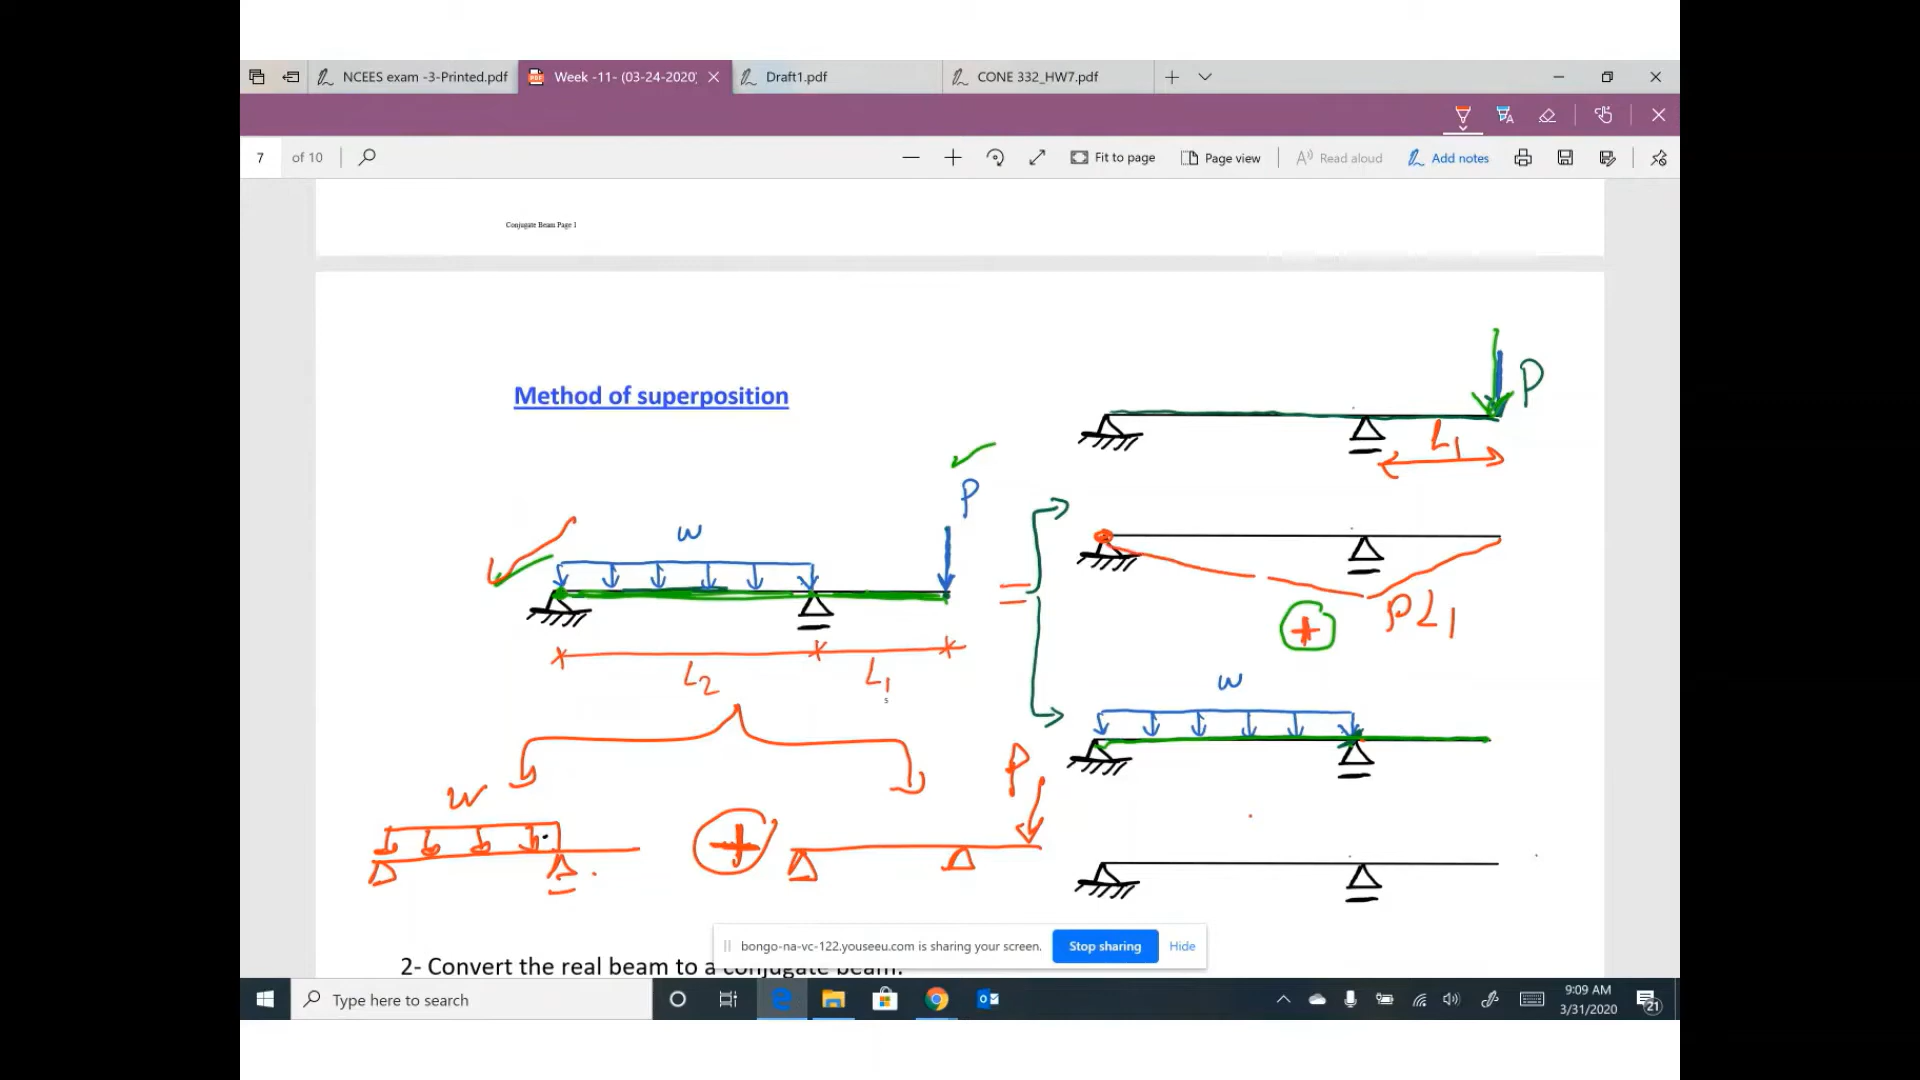 NCEES exam -3-Printed.pdf
Week -11- (03-24-2020)
Draft1.pdf
CONE 332_HW7.pdf
7 of 10
Fit to page
Page view
Read aloud
Add notes
Conjugate Beam Page 1
Method of superposition
P
L1
P
w
PL1
+
=
L2
L1
w
P
w
+
2- Convert the real beam to a conjugate beam.
bongo-na-vc-122.youseeu.com is sharing your screen.
Stop sharing
Hide
Type here to search
9:09 AM
3/31/2020
21